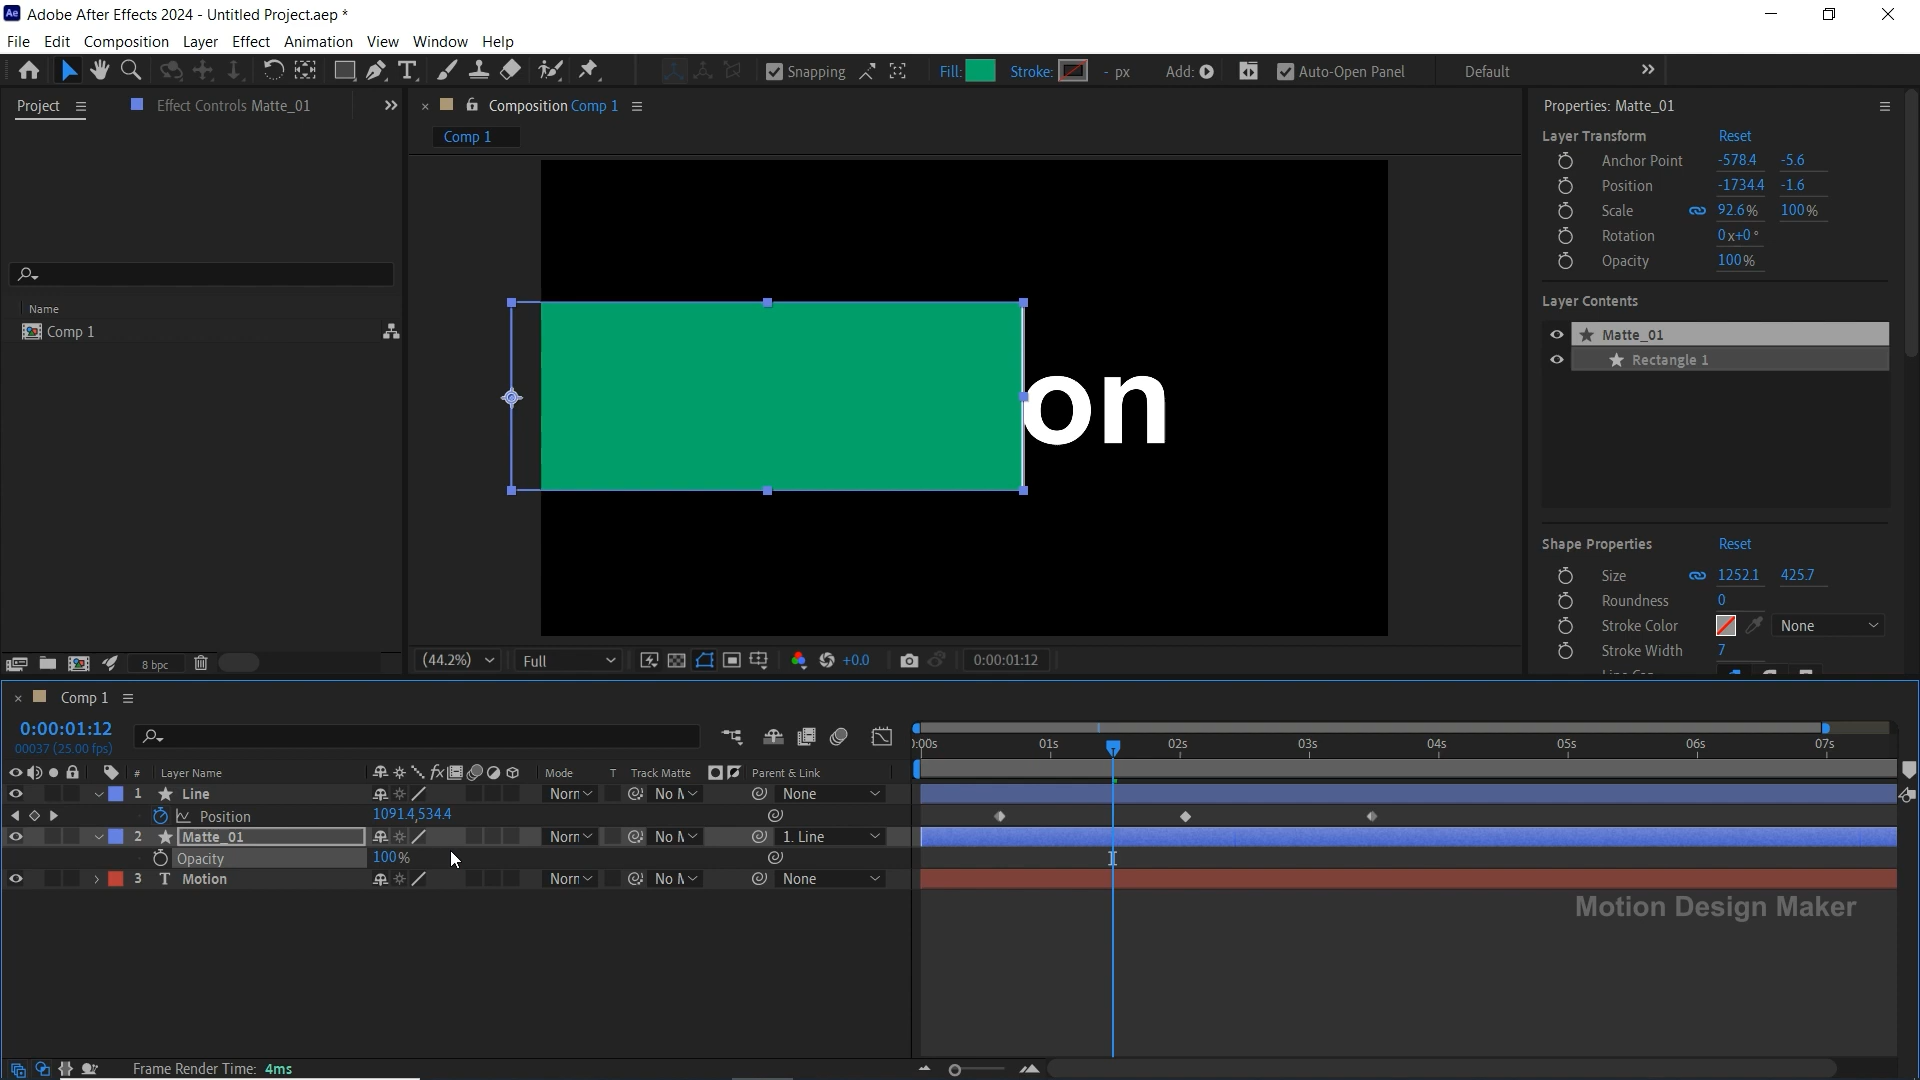 Ae Adobe After Effects 2024 - Untitled Project.aep *
File Edit Composition Layer Effect Animation View Window Help
Snapping Fill: Stroke: - px Add: Auto-Open Panel Default
Project Effect Controls Matte_01
Composition Comp 1
Comp 1
Name
Comp 1
on
Properties: Matte_01
Layer Transform Reset
Anchor Point -578.4 -5.6
Position -1734.4 -1.6
Scale 92.6% 100%
Rotation 0x+0°
Opacity 100%
Layer Contents
Matte_01
Rectangle 1
Shape Properties Reset
Size 1252.1 425.7
Roundness 0
Stroke Color None
Stroke Width 7
8 bpc
(44.2%) Full +0.0 0:00:01:12
Comp 1
0:00:01:12
00037 (25.00 fps)
:00s 01s 02s 03s 04s 05s 06s 07s
# Layer Name fx Mode T Track Matte Parent & Link
1 Line Norn No M None
Position 1091.4,534.4
2 Matte_01 Norn No M 1. Line
Opacity 100%
3 T Motion Norn No M None
Motion Design Maker
Frame Render Time: 4ms